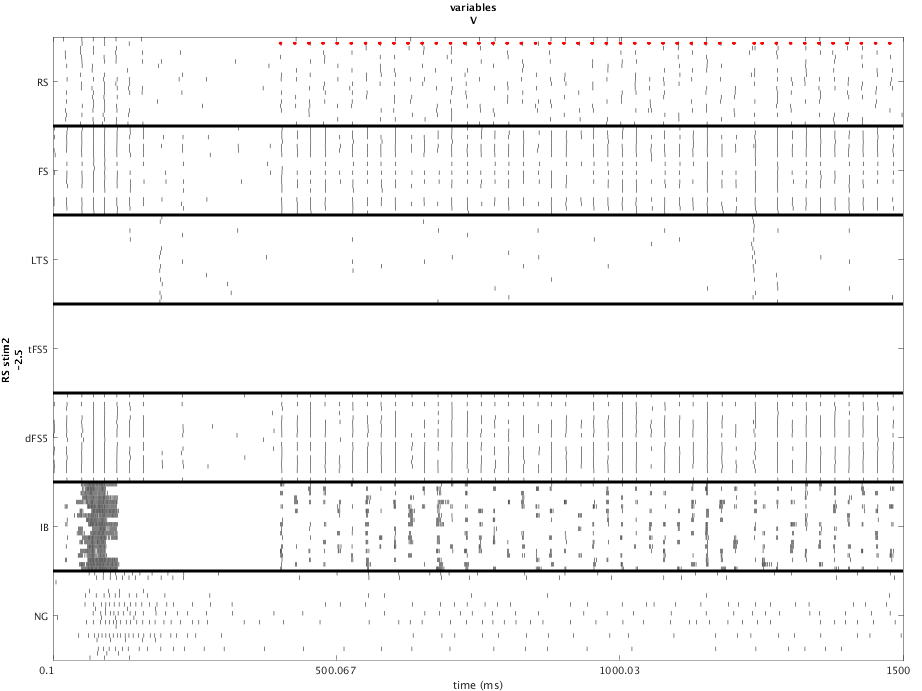 variables
V
RS
FS
LTS
tFS5
dFS5
IB
NG
RS stim2
-2.5
0.1
500.067
1000.03
1500
time (ms)